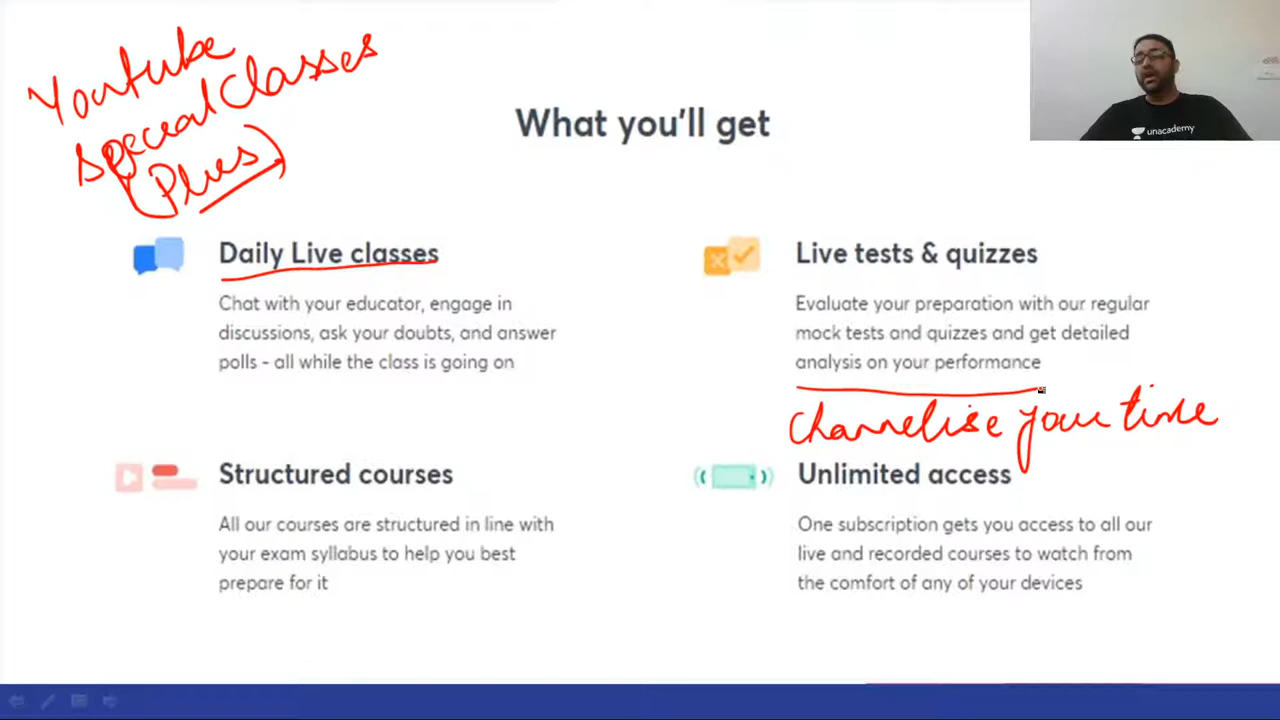 Youtube
special classes
(Plus)
unacademy
What you'll get
Daily Live classes
Chat with your educator, engage in
discussions, ask your doubts, and answer
polls - all while the class is going on
Live tests & quizzes
Evaluate your preparation with our regular
mock tests and quizzes and get detailed
analysis on your performance
channelise your time
Structured courses
All our courses are structured in line with
your exam syllabus to help you best
prepare for it
Unlimited access
One subscription gets you access to all our
live and recorded courses to watch from
the comfort of any of your devices